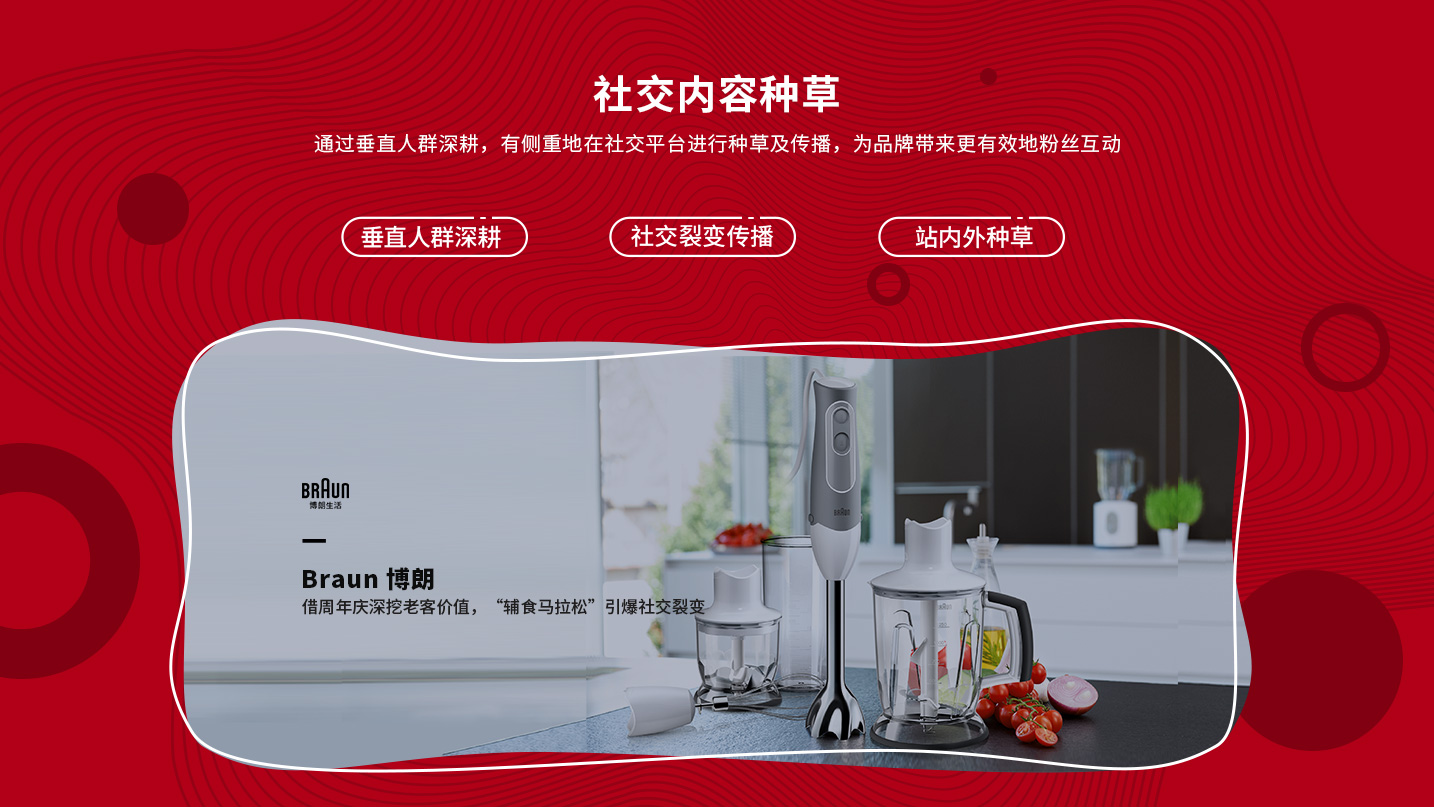 社交内容种草
通过垂直人群深耕，有侧重地在社交平台进行种草及传播，为品牌带来更有效地粉丝互动
垂直人群深耕
社交裂变传播
站内外种草
BRAUN
博朗生活
Braun 博朗
借周年庆深挖老客价值，“辅食马拉松”引爆社交裂变
BRAUN